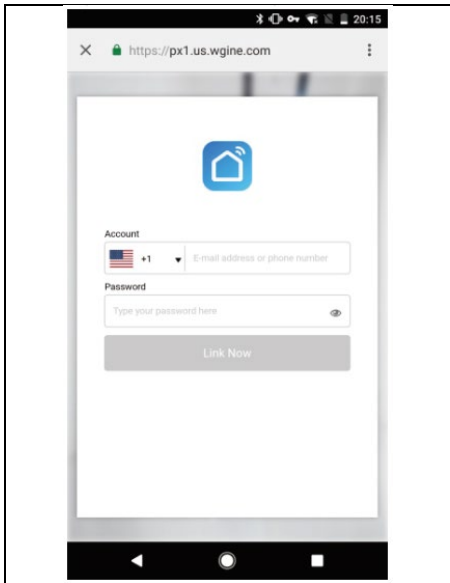 20:15
https://px1.us.wgine.com
Account
+1 E-mail address or phone number
Password
Type your password here
Link Now